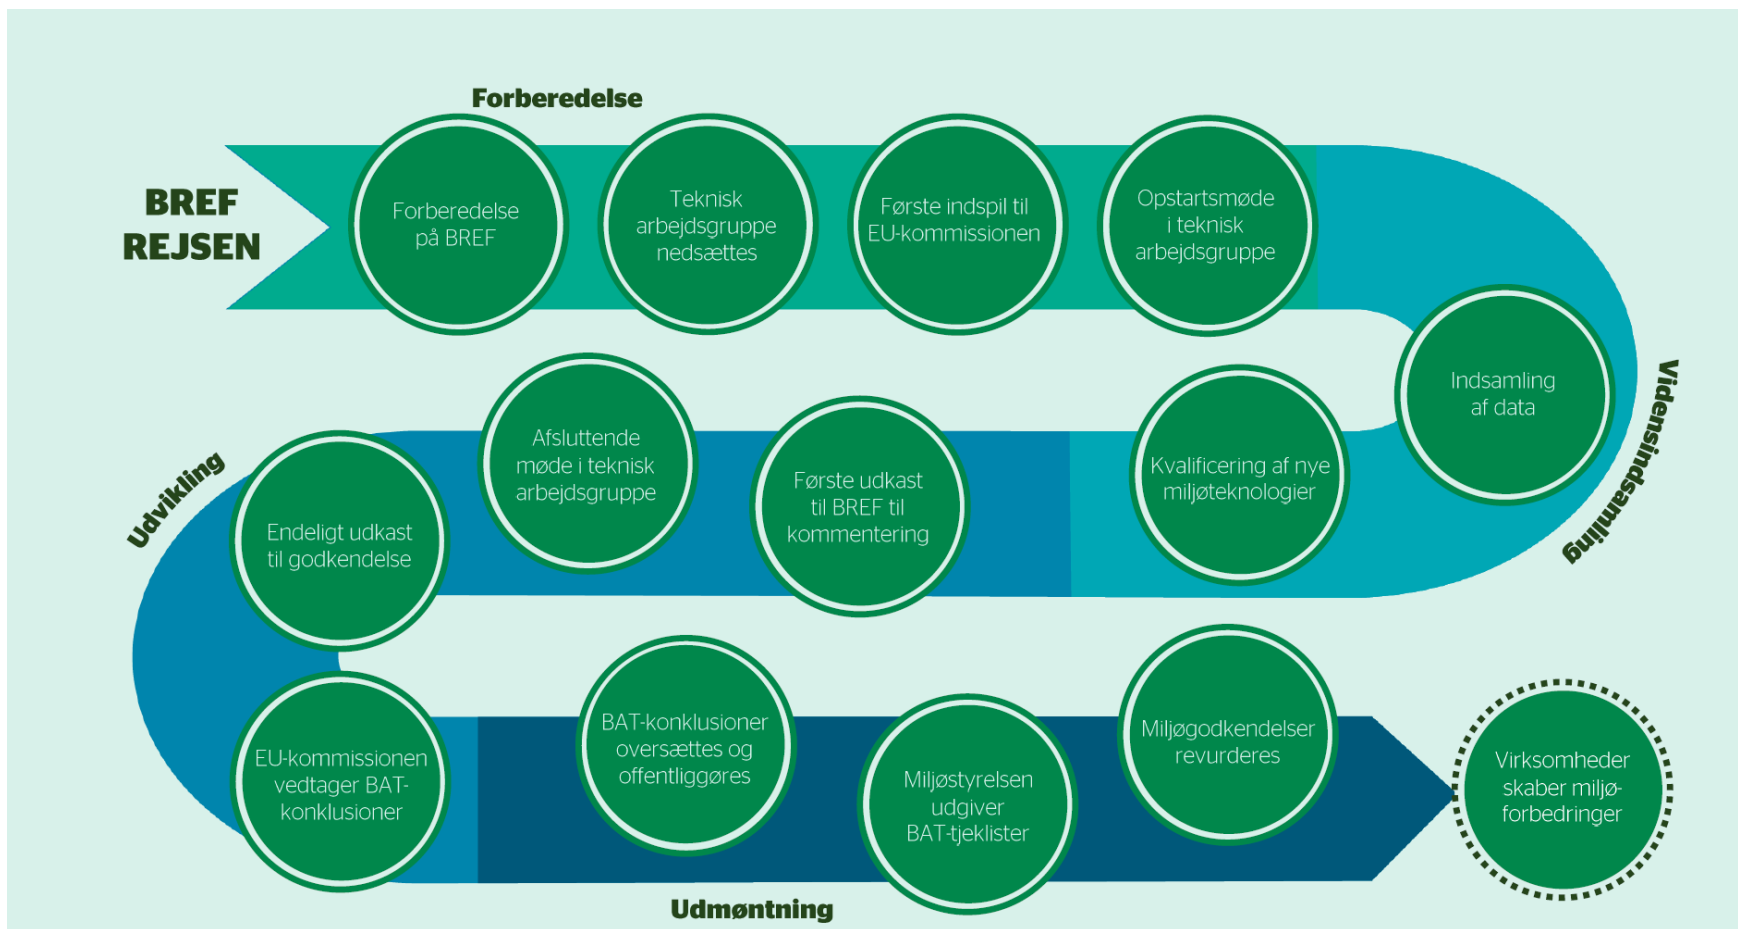 Forberedelse
BREF
REJSEN
Forberedelse
på BREF
Teknisk
arbejdsgruppe
nedsættes
Første indspil til
EU-kommissionen
Opstartsmøde
i teknisk
arbejdsgruppe
Vidensindsamling
Indsamling
af data
Kvalificering af nye
miljøteknologier
Første udkast
til BREF til
kommentering
Afsluttende
møde i teknisk
arbejdsgruppe
Udvikling
Endeligt udkast
til godkendelse
EU-kommissionen
vedtager BAT-
konklusioner
BAT-konklusioner
oversættes og
offentliggøres
Miljøstyrelsen
udgiver
BAT-tjeklister
Miljøgodkendelser
revurderes
Virksomheder
skaber miljø-
forbedringer
Udmøntning